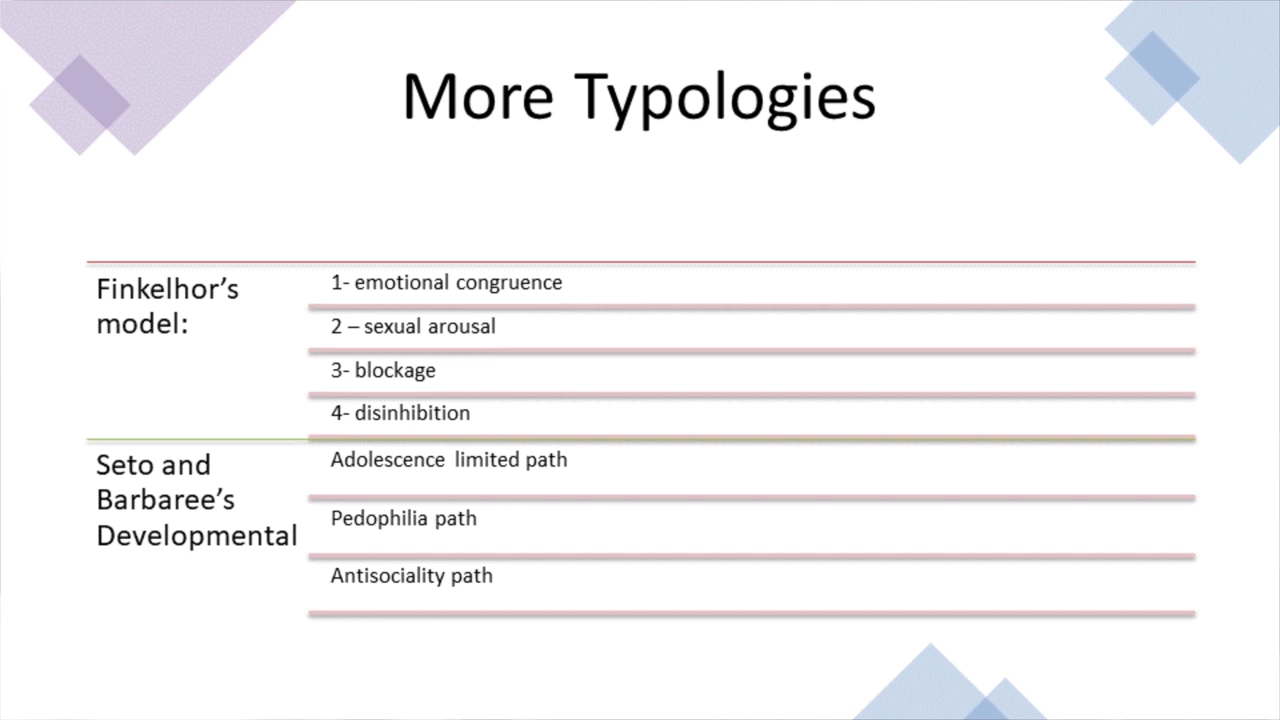 More Typologies
Finkelhor’s
model:
1- emotional congruence
2 – sexual arousal
3- blockage
4- disinhibition
Seto and
Barbaree’s
Developmental
Adolescence limited path
Pedophilia path
Antisociality path